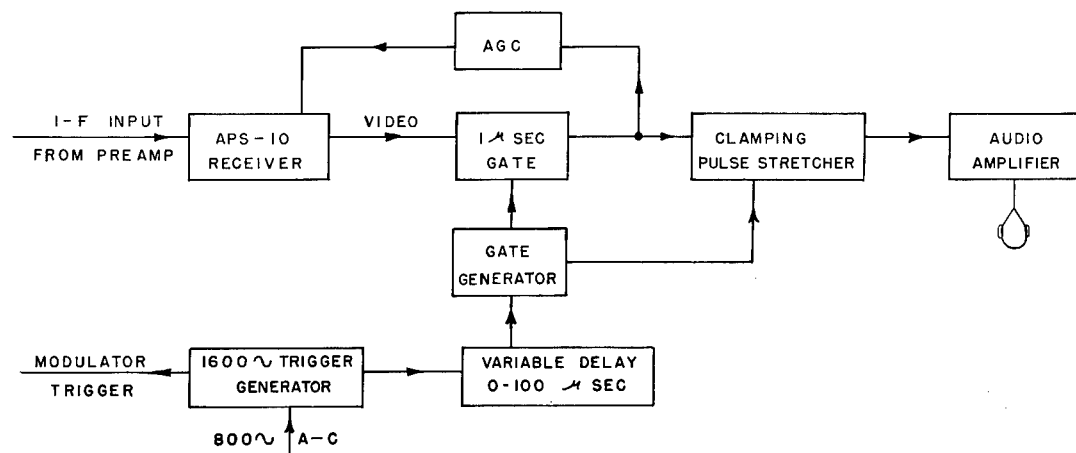 AGC
I-F INPUT
FROM PREAMP
APS-10
RECEIVER
VIDEO
1 μ SEC
GATE
CLAMPING
PULSE STRETCHER
AUDIO
AMPLIFIER
GATE
GENERATOR
MODULATOR
TRIGGER
1600∿ TRIGGER
GENERATOR
VARIABLE DELAY
0-100 μ SEC
800∿ A-C